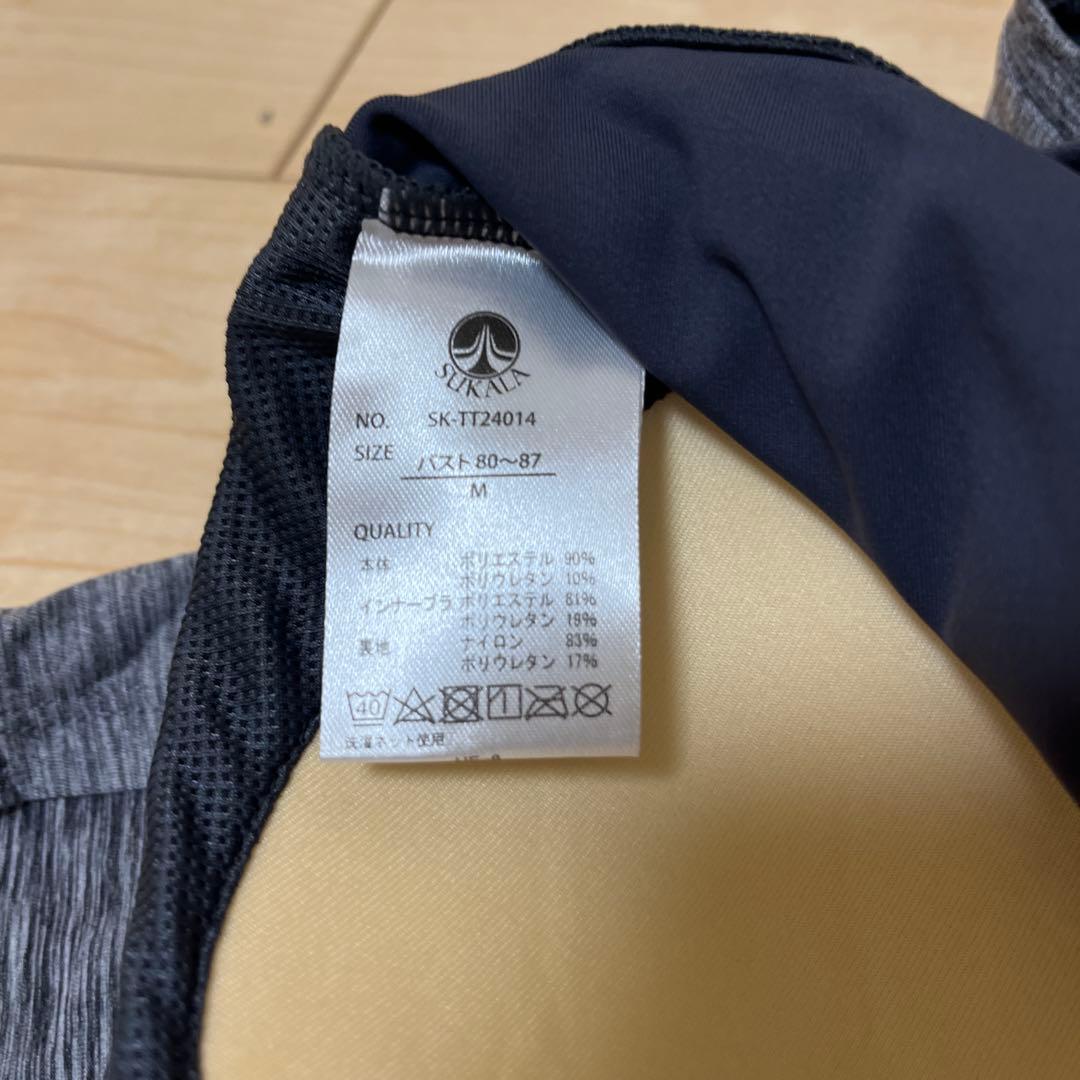 SUKALA
NO. SK-TT24014
SIZE バスト80～87
M
QUALITY
本体 ポリエステル 90%
ポリウレタン 10%
インナーブラ ポリエステル 81%
ポリウレタン 19%
裏地 ナイロン 83%
ポリウレタン 17%
40
洗濯ネット使用